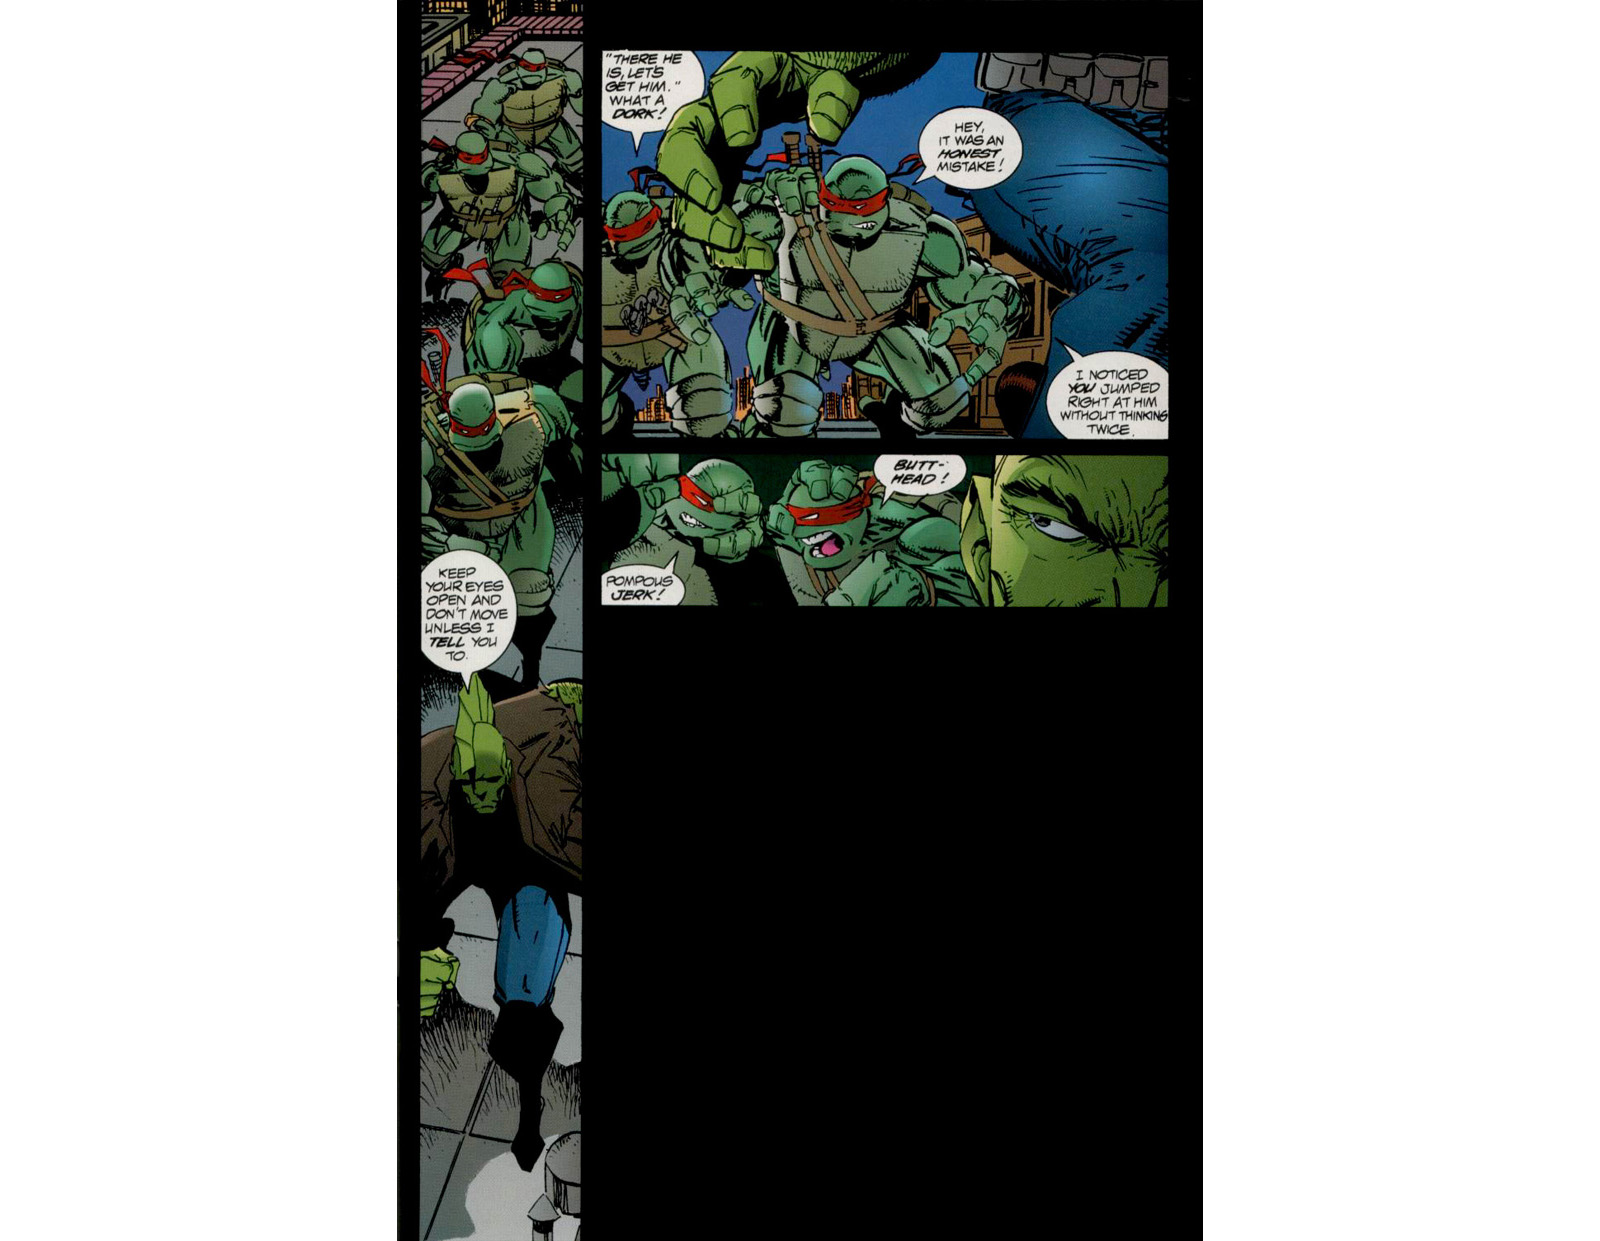 KEEP
YOUR EYES
OPEN AND
DON'T MOVE
UNLESS I
TELL YOU
TO.
"THERE HE
IS, LET'S
GET HIM."
WHAT A
DORK!
HEY,
IT WAS AN
HONEST
MISTAKE!
I NOTICED
YOU JUMPED
RIGHT AT HIM
WITHOUT THINKING
TWICE.
POMPOUS
JERK!
BUTT-
HEAD!